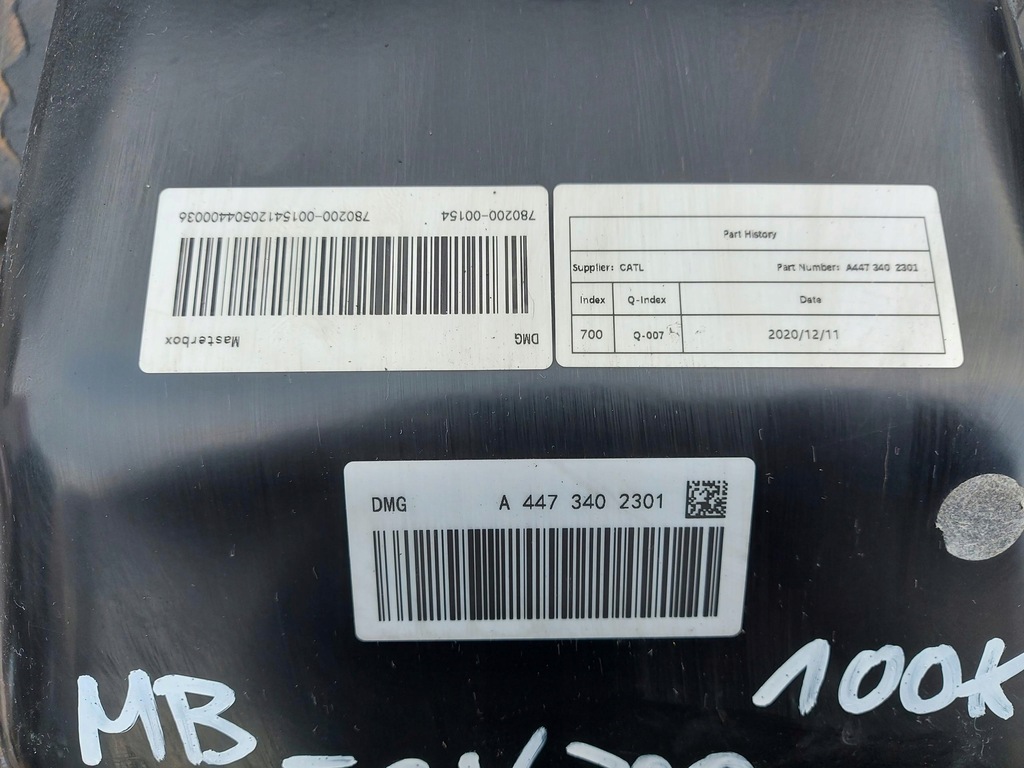 780200-00154 780200-00154120504400036
DMG Masterbox
Part History
Supplier: CATL Part Number: A447 340 2301
Index Q-Index Date
700 Q-007 2020/12/11
DMG A 447 340 2301
MB 100K